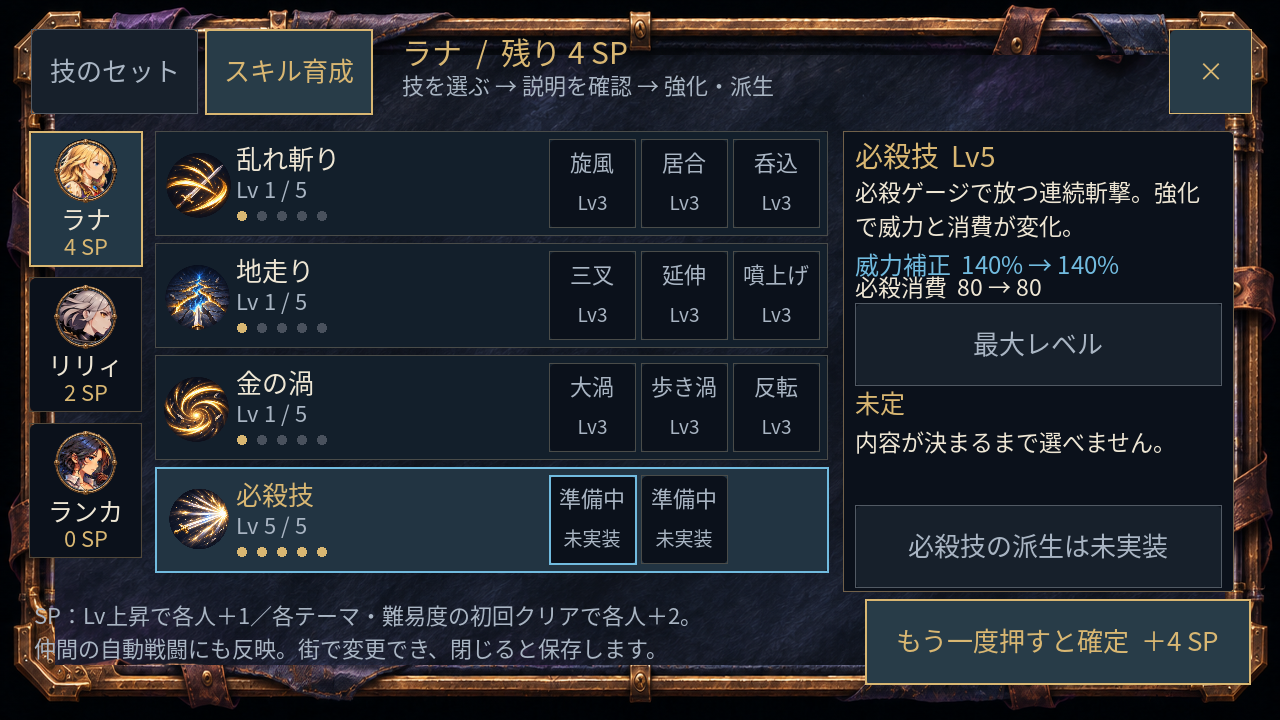 技のセット
スキル育成
ラナ / 残り 4 SP
技を選ぶ → 説明を確認 → 強化・派生
×
ラナ
4 SP
リリィ
2 SP
ランカ
0 SP
乱れ斬り
Lv 1 / 5
旋風
Lv3
居合
Lv3
呑込
Lv3
地走り
Lv 1 / 5
三叉
Lv3
延伸
Lv3
噴上げ
Lv3
金の渦
Lv 1 / 5
大渦
Lv3
歩き渦
Lv3
反転
Lv3
必殺技
Lv 5 / 5
準備中
未実装
準備中
未実装
必殺技 Lv5
必殺ゲージで放つ連続斬撃。強化
で威力と消費が変化。
威力補正 140% → 140%
必殺消費 80 → 80
最大レベル
未定
内容が決まるまで選べません。
必殺技の派生は未実装
SP：Lv上昇で各人＋1／各テーマ・難易度の初回クリアで各人＋2。
仲間の自動戦闘にも反映。街で変更でき、閉じると保存します。
もう一度押すと確定 ＋4 SP